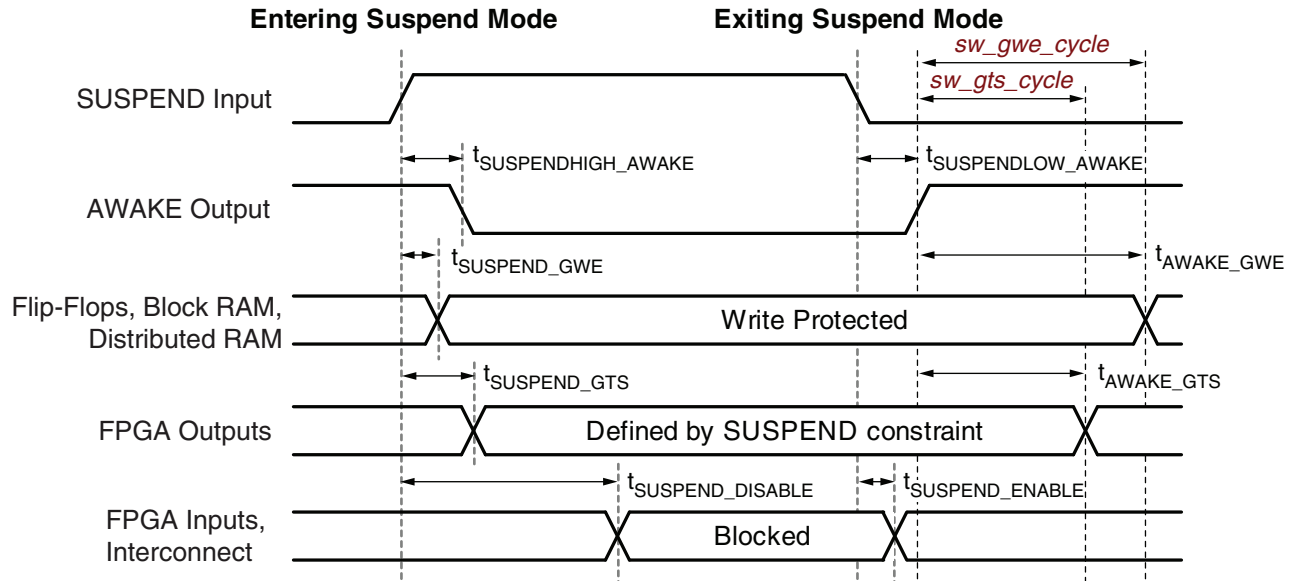 Entering Suspend Mode
Exiting Suspend Mode
sw_gwe_cycle
sw_gts_cycle
SUSPEND Input
tSUSPENDHIGH_AWAKE
tSUSPENDLOW_AWAKE
AWAKE Output
tSUSPEND_GWE
tAWAKE_GWE
Flip-Flops, Block RAM,
Distributed RAM
Write Protected
tSUSPEND_GTS
tAWAKE_GTS
FPGA Outputs
Defined by SUSPEND constraint
tSUSPEND_DISABLE
tSUSPEND_ENABLE
FPGA Inputs,
Interconnect
Blocked